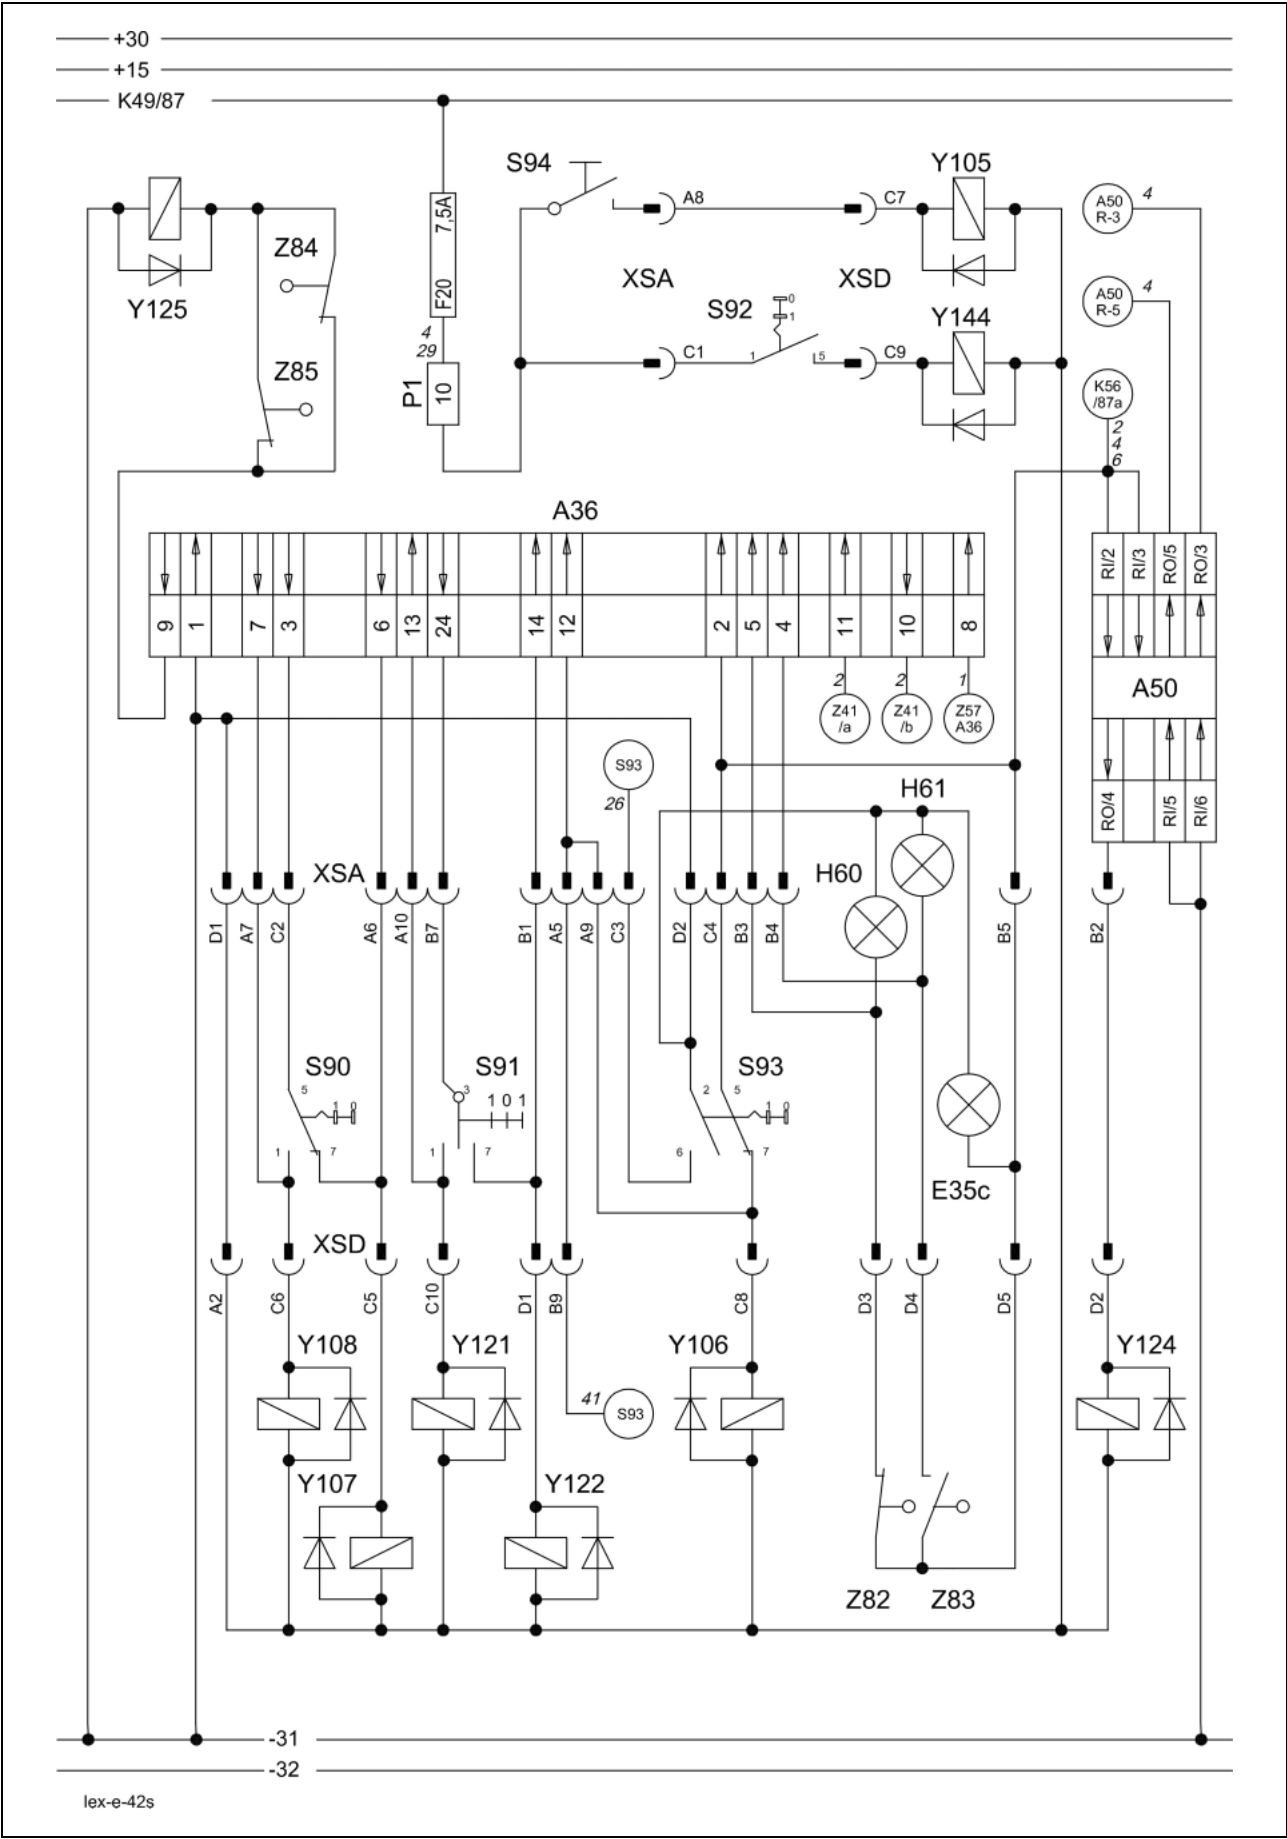 +30
+15
K49/87
S94
A8
C7
Y105
A50
R-3
4
7,5A
F20
Z84
Y125
XSA
XSD
S92
0
1
Y144
A50
R-5
4
4
29
Z85
P1
10
C1
1
5
C9
K56
/87a
2
4
6
A36
RI/2
RI/3
RO/5
RO/3
9
1
7
3
6
13
24
14
12
2
5
4
11
10
8
A50
2
2
1
Z41
/a
Z41
/b
Z57
A36
S93
26
H61
RO/4
RI/5
RI/6
XSA
H60
D1
A7
C2
A6
A10
B7
B1
A5
A9
C3
D2
C4
B3
B4
B5
B2
S90
5
1
0
1
7
S91
3
1 0 1
1
7
S93
2
5
1
0
6
7
E35c
XSD
A2
C6
C5
C10
D1
B9
C8
D3
D4
D5
D2
Y108
Y121
Y106
Y124
41
S93
Y107
Y122
Z82
Z83
-31
-32
lex-e-42s